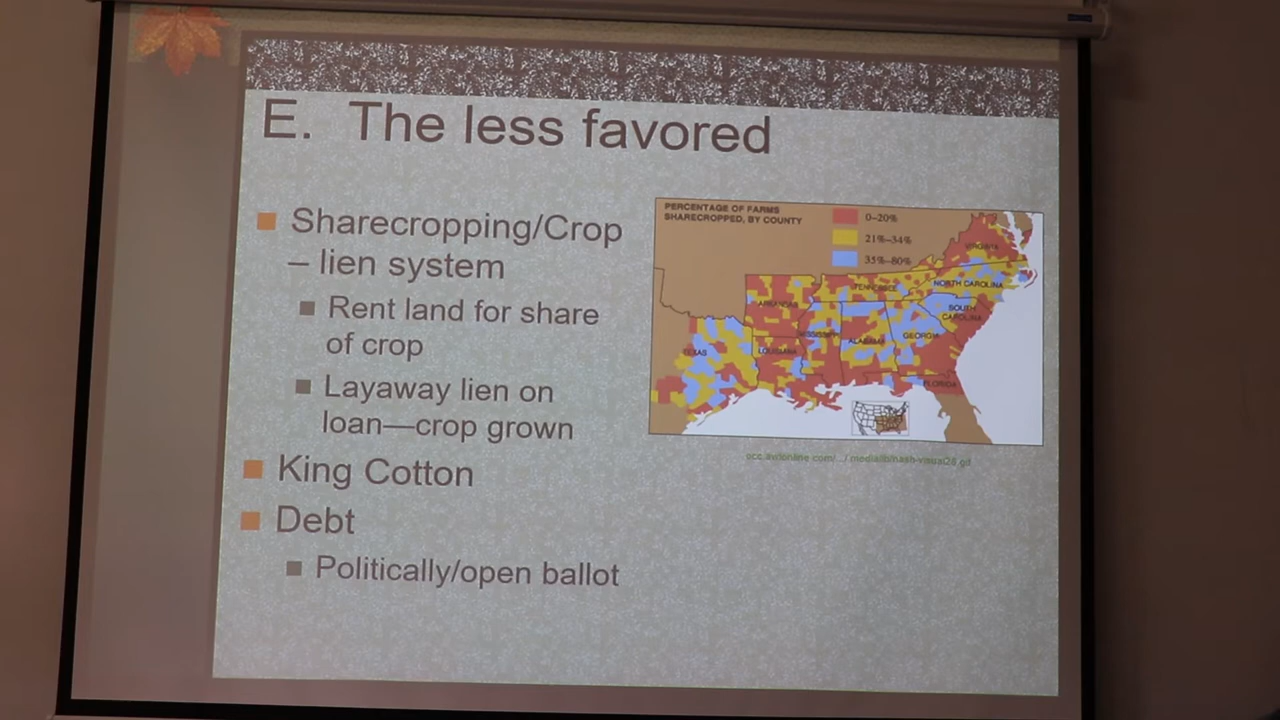 E. The less favored
Sharecropping/Crop
– lien system
Rent land for share
of crop
Layaway lien on
loan—crop grown
King Cotton
Debt
Politically/open ballot
PERCENTAGE OF FARMS
SHARECROPPED, BY COUNTY
0–20%
21%–34%
35%–80%
VIRGINIA
TENNESSEE
NORTH CAROLINA
ARKANSAS
SOUTH
CAROLINA
MISSISSIPPI
ALABAMA
GEORGIA
TEXAS
LOUISIANA
FLORIDA